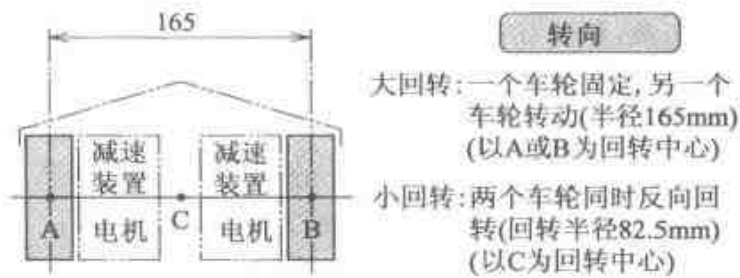 165
转向
大回转:一个车轮固定,另一个
车轮转动(半径165mm)
(以A或B为回转中心)
减速
装置
减速
装置
小回转:两个车轮同时反向回
转(回转半径82.5mm)
(以C为回转中心)
A
电机
C
电机
B